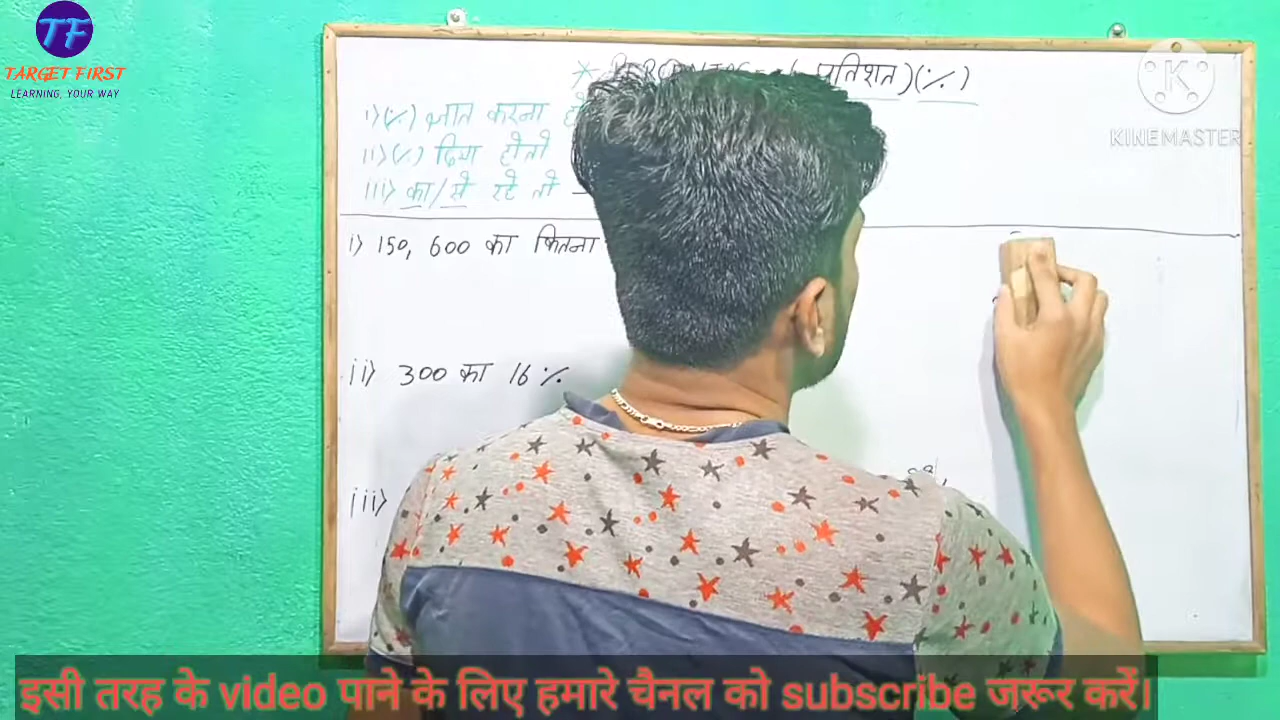 TF
TARGET FIRST
LEARNING, YOUR WAY
K
KINEMASTER
* प्रतिशत)(%)
i)(%) ज्ञात करना हो
ii)(%) दिया हो तो
iii) का/से रहे तो
i) 150, 600 का कितना
ii) 300 का 16%
iii)
इसी तरह के video पाने के लिए हमारे चैनल को subscribe जरूर करें।